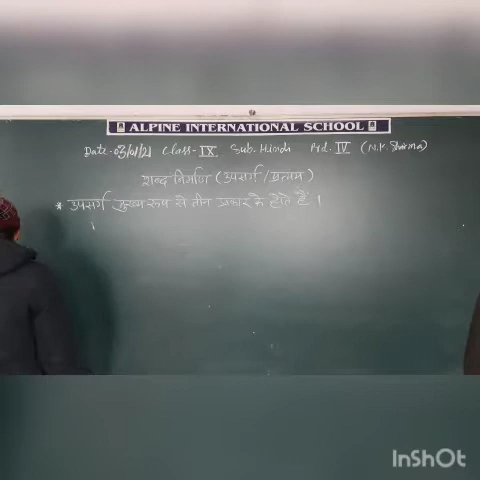 ALPINE INTERNATIONAL SCHOOL
Date-03/01/21 Class-IX Sub. Hindi Prd. IV (N.K. Sharma)
शब्द निर्माण (उपसर्ग/प्रत्यय)
* उपसर्ग मुख्य रूप से तीन प्रकार के होते हैं ।
i
InShOt